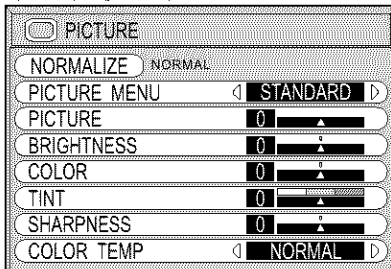 PICTURE
NORMALIZE NORMAL
PICTURE MENU STANDARD
PICTURE 0
BRIGHTNESS 0
COLOR 0
TINT 0
SHARPNESS 0
COLOR TEMP NORMAL